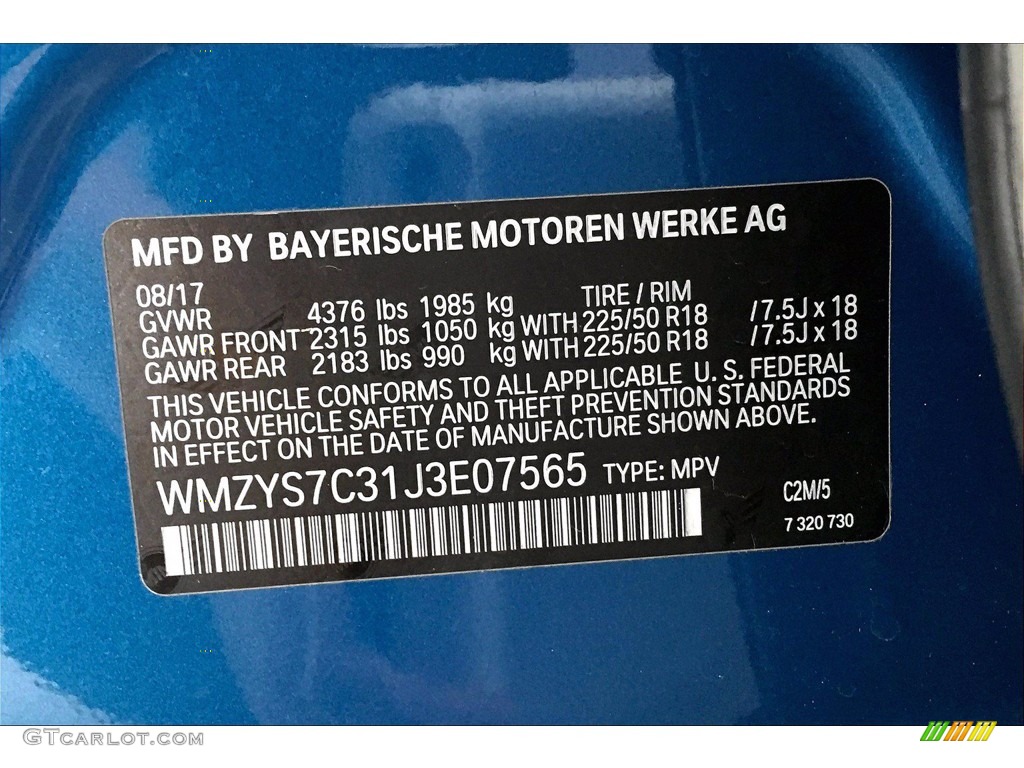 MFD BY BAYERISCHE MOTOREN WERKE AG
08/17 TIRE / RIM
GVWR 4376 lbs 1985 kg
GAWR FRONT 2315 lbs 1050 kg WITH 225/50 R18 /7.5J x 18
GAWR REAR 2183 lbs 990 kg WITH 225/50 R18 /7.5J x 18
THIS VEHICLE CONFORMS TO ALL APPLICABLE U. S. FEDERAL
MOTOR VEHICLE SAFETY AND THEFT PREVENTION STANDARDS
IN EFFECT ON THE DATE OF MANUFACTURE SHOWN ABOVE.
WMZYS7C31J3E07565 TYPE: MPV
C2M/5
7 320 730
GTCARLOT.COM